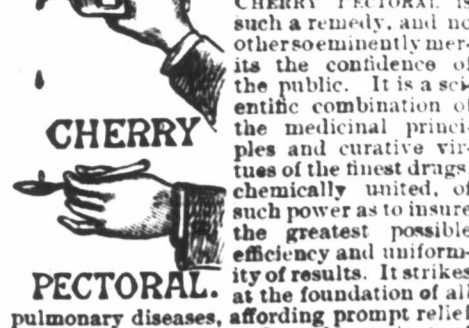 CHERRY PECTORAL is
such a remedy, and no
other so eminently mer-
its the confidence of
the public. It is a sci-
entific combination of
the medicinal princi-
ples and curative vir-
tues of the finest drugs,
chemically united, of
such power as to insure
the greatest possible
efficiency and uniform-
ity of results. It strikes
at the foundation of all
pulmonary diseases, affording prompt relief
CHERRY
PECTORAL.